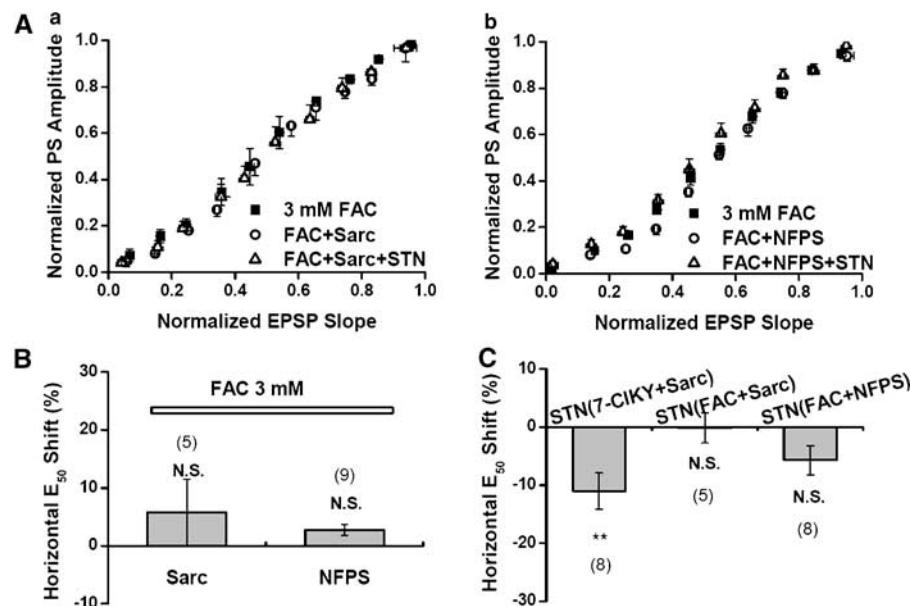 A
a
Normalized PS Amplitude
1.0
0.8
0.6
0.4
0.2
0.0
3 mM FAC
FAC+Sarc
FAC+Sarc+STN
0.0 0.2 0.4 0.6 0.8 1.0
Normalized EPSP Slope
b
Normalized PS Amplitude
1.0
0.8
0.6
0.4
0.2
0.0
3 mM FAC
FAC+NFPS
FAC+NFPS+STN
0.0 0.2 0.4 0.6 0.8 1.0
Normalized EPSP Slope
B
Horizontal E50 Shift (%)
30
20
10
0
-10
FAC 3 mM
(5)
N.S.
(9)
N.S.
Sarc
NFPS
C
Horizontal E50 Shift (%)
10
0
-10
-20
-30
STN(7-ClKY+Sarc)
STN(FAC+Sarc)
STN(FAC+NFPS)
**
(8)
N.S.
(5)
N.S.
(8)